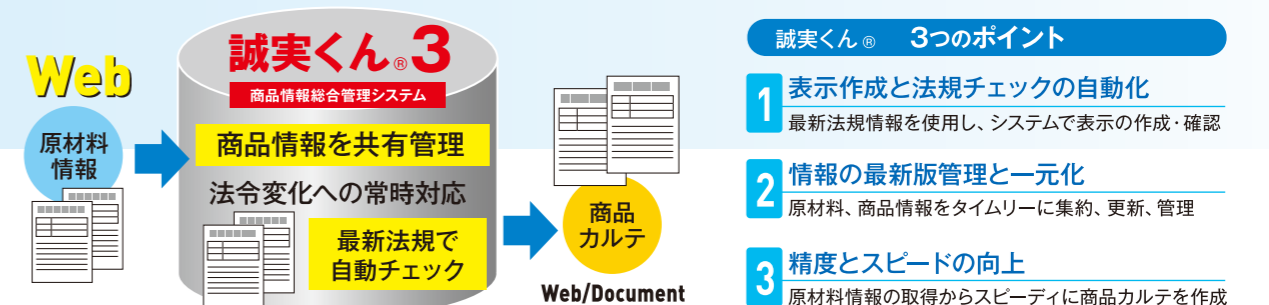 Web
原材料
情報
誠実くん®3
商品情報総合管理システム
商品情報を共有管理
法令変化への常時対応
最新法規で
自動チェック
商品
カルテ
Web/Document
誠実くん® 3つのポイント
1 表示作成と法規チェックの自動化
最新法規情報を使用し、システムで表示の作成・確認
2 情報の最新版管理と一元化
原材料、商品情報をタイムリーに集約、更新、管理
3 精度とスピードの向上
原材料情報の取得からスピーディに商品カルテを作成